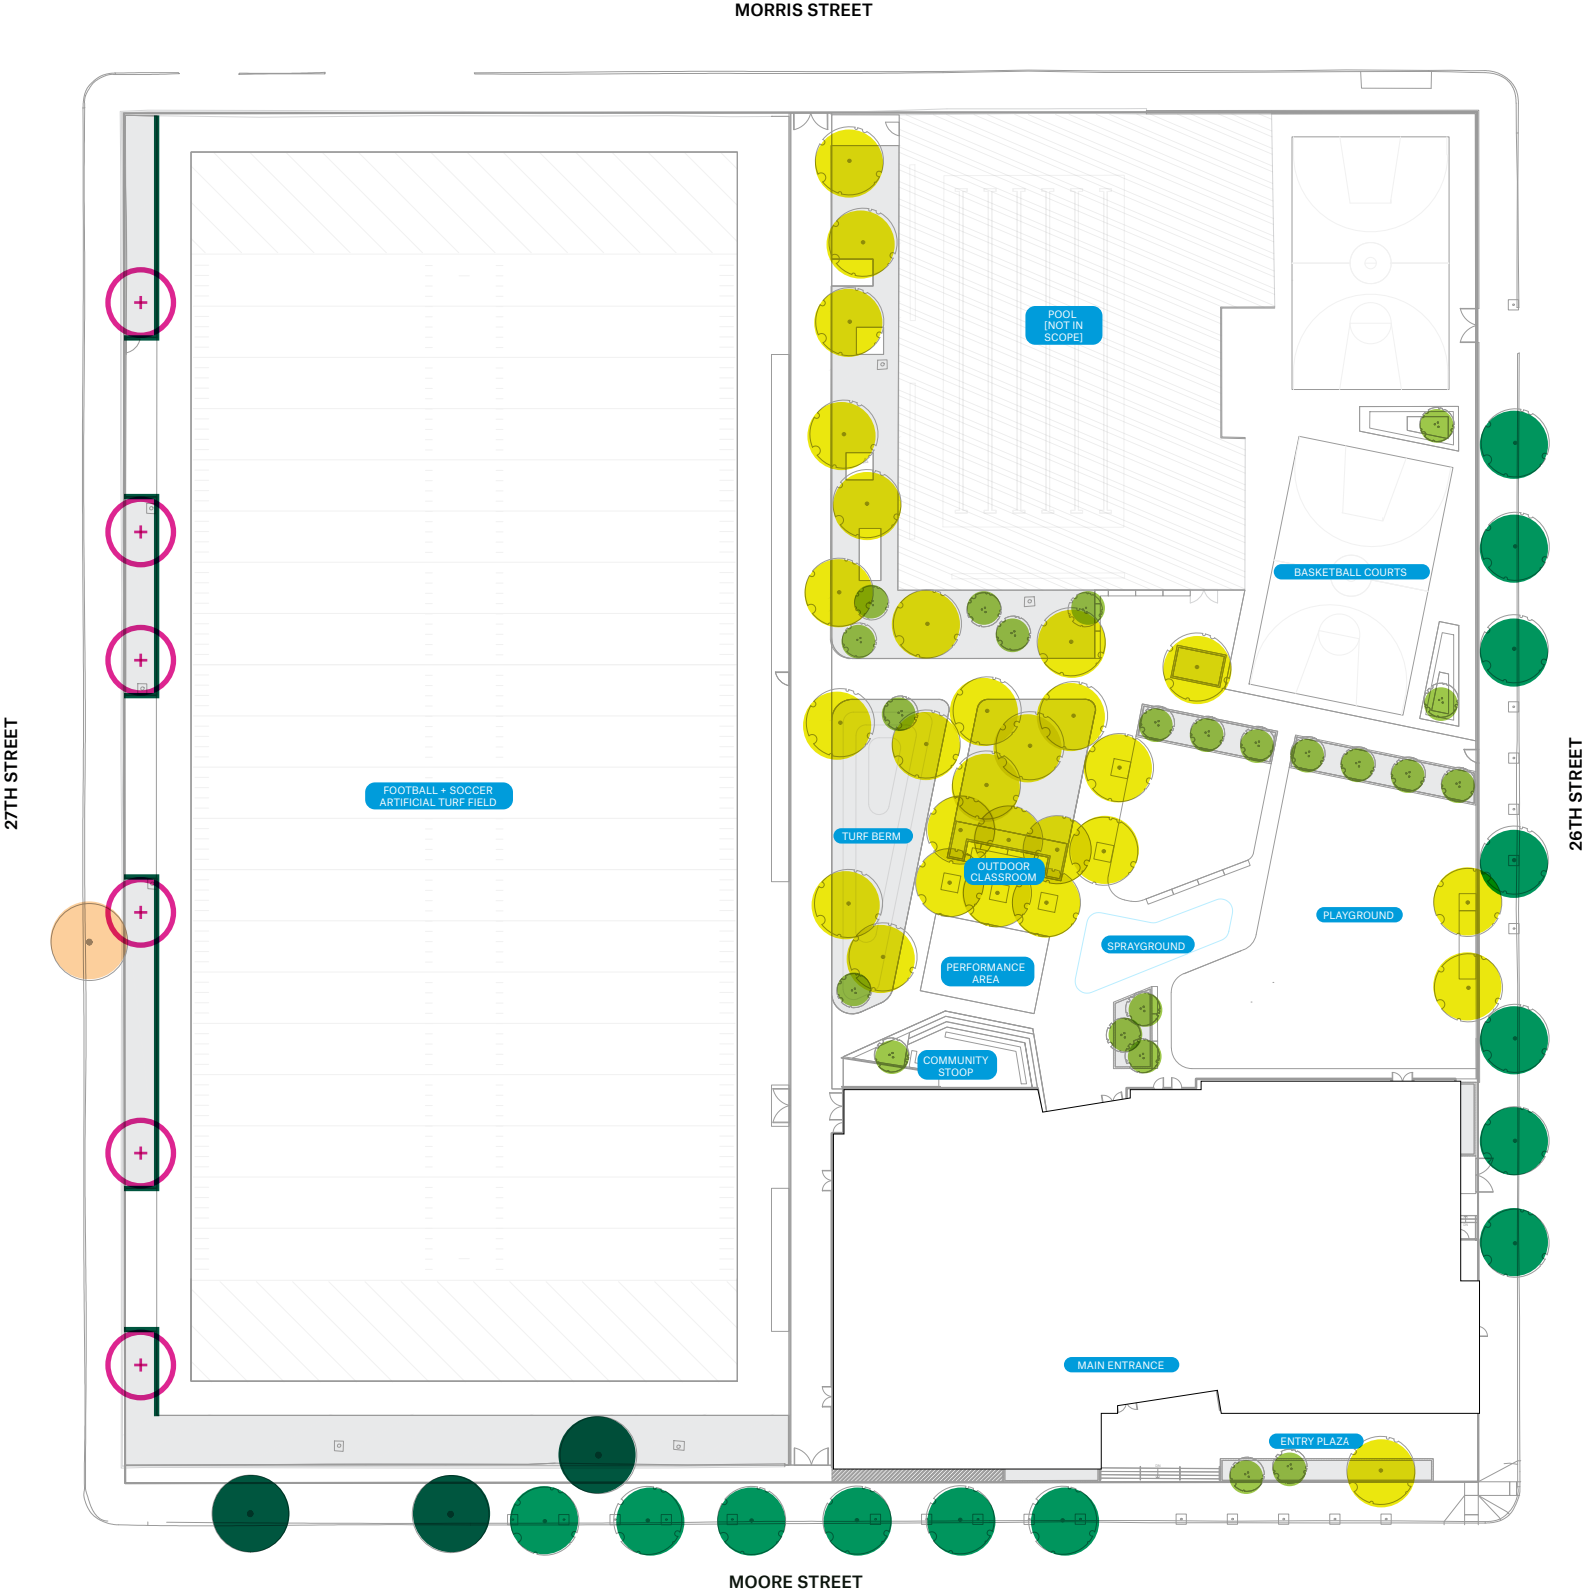 MORRIS STREET
POOL
[NOT IN
SCOPE]
BASKETBALL COURTS
27TH STREET
FOOTBALL + SOCCER
ARTIFICIAL TURF FIELD
26TH STREET
TURF BERM
OUTDOOR
CLASSROOM
PLAYGROUND
SPRAYGROUND
PERFORMANCE
AREA
COMMUNITY
STOOP
MAIN ENTRANCE
ENTRY PLAZA
MOORE STREET